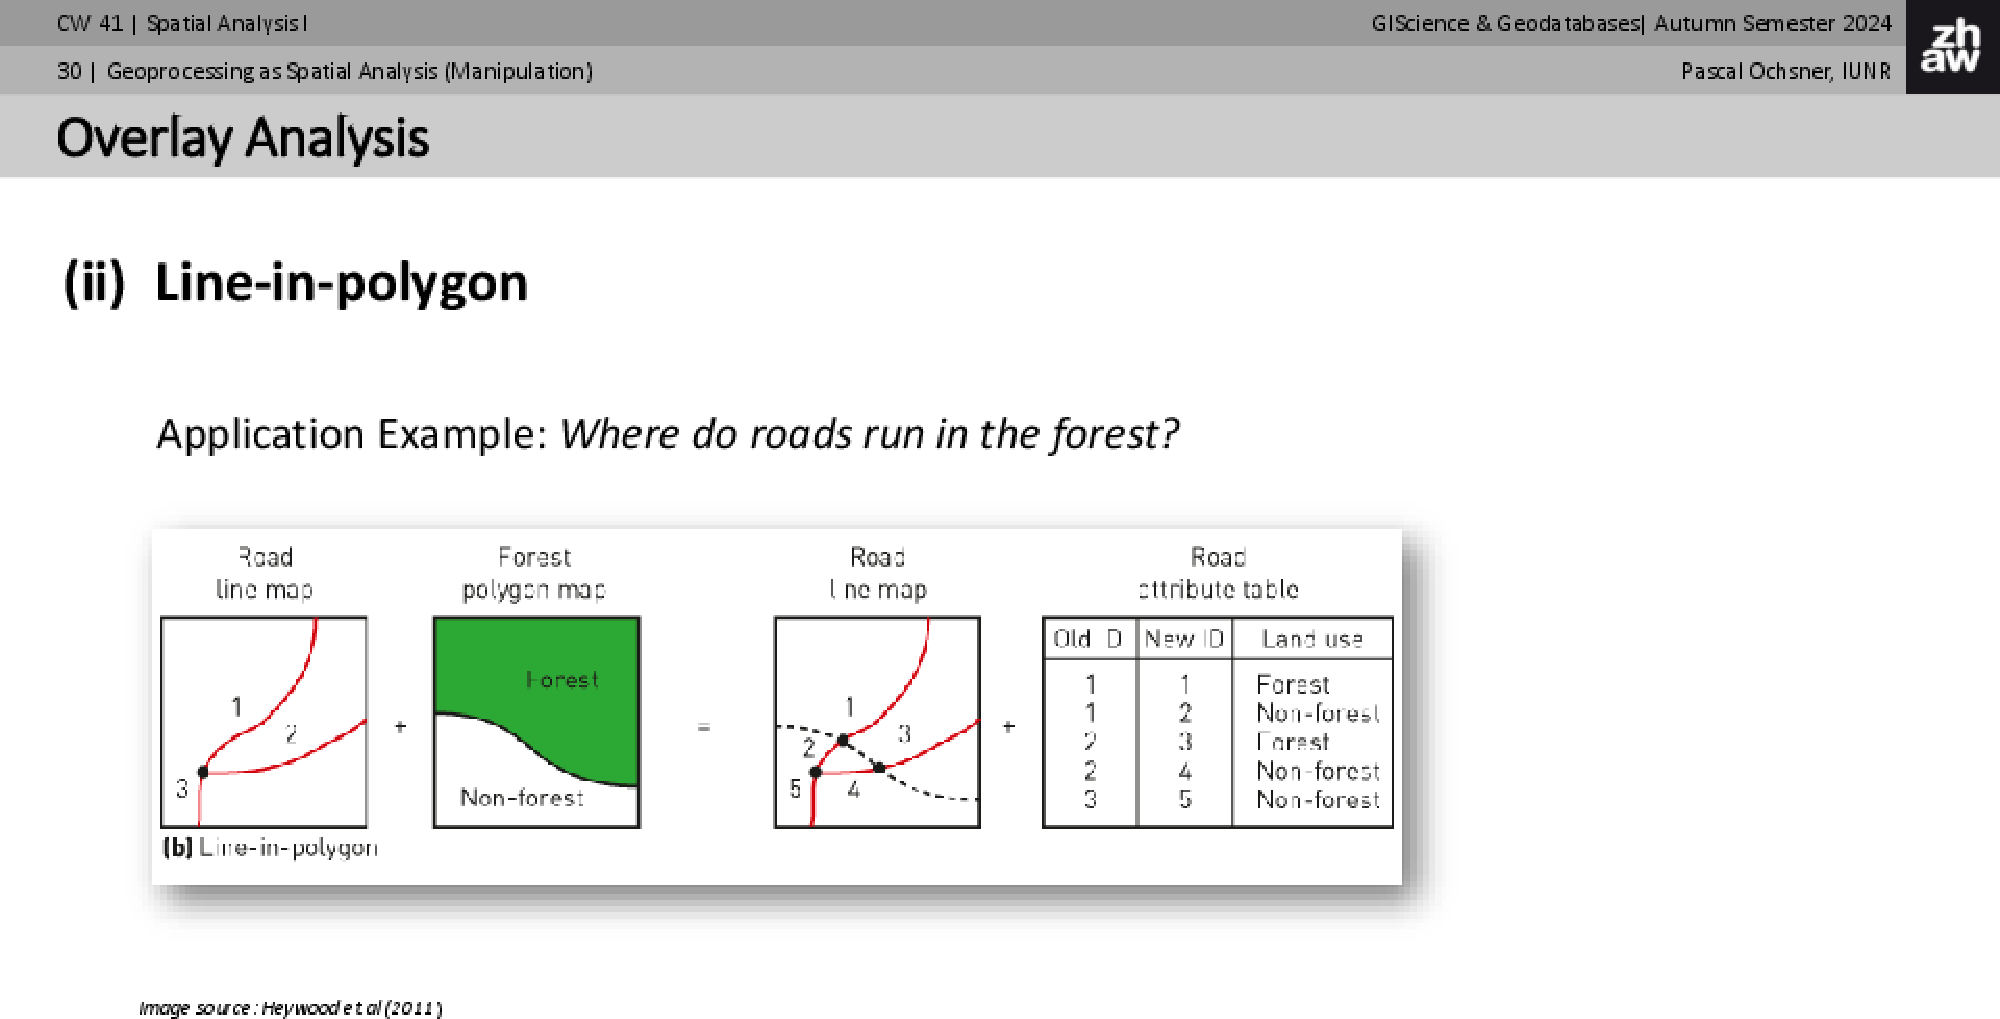 CW 41 | Spatial Analysis I
GIScience & Geodatabases| Autumn Semester 2024
30 | Geoprocessing as Spatial Analysis (Manipulation)
Pascal Ochsner, IUNR
zh
aw
Overlay Analysis
(ii) Line-in-polygon
Application Example: Where do roads run in the forest?
Road
line map
Forest
polygon map
Road
line map
Road
attribute table
1
2
3
+
Forest
Non-forest
=
1
2
3
4
5
+
Old ID New ID Land use
1 1 Forest
1 2 Non-forest
2 3 Forest
2 4 Non-forest
3 5 Non-forest
(b) Line-in-polygon
Image source: Heywood et al (2011)